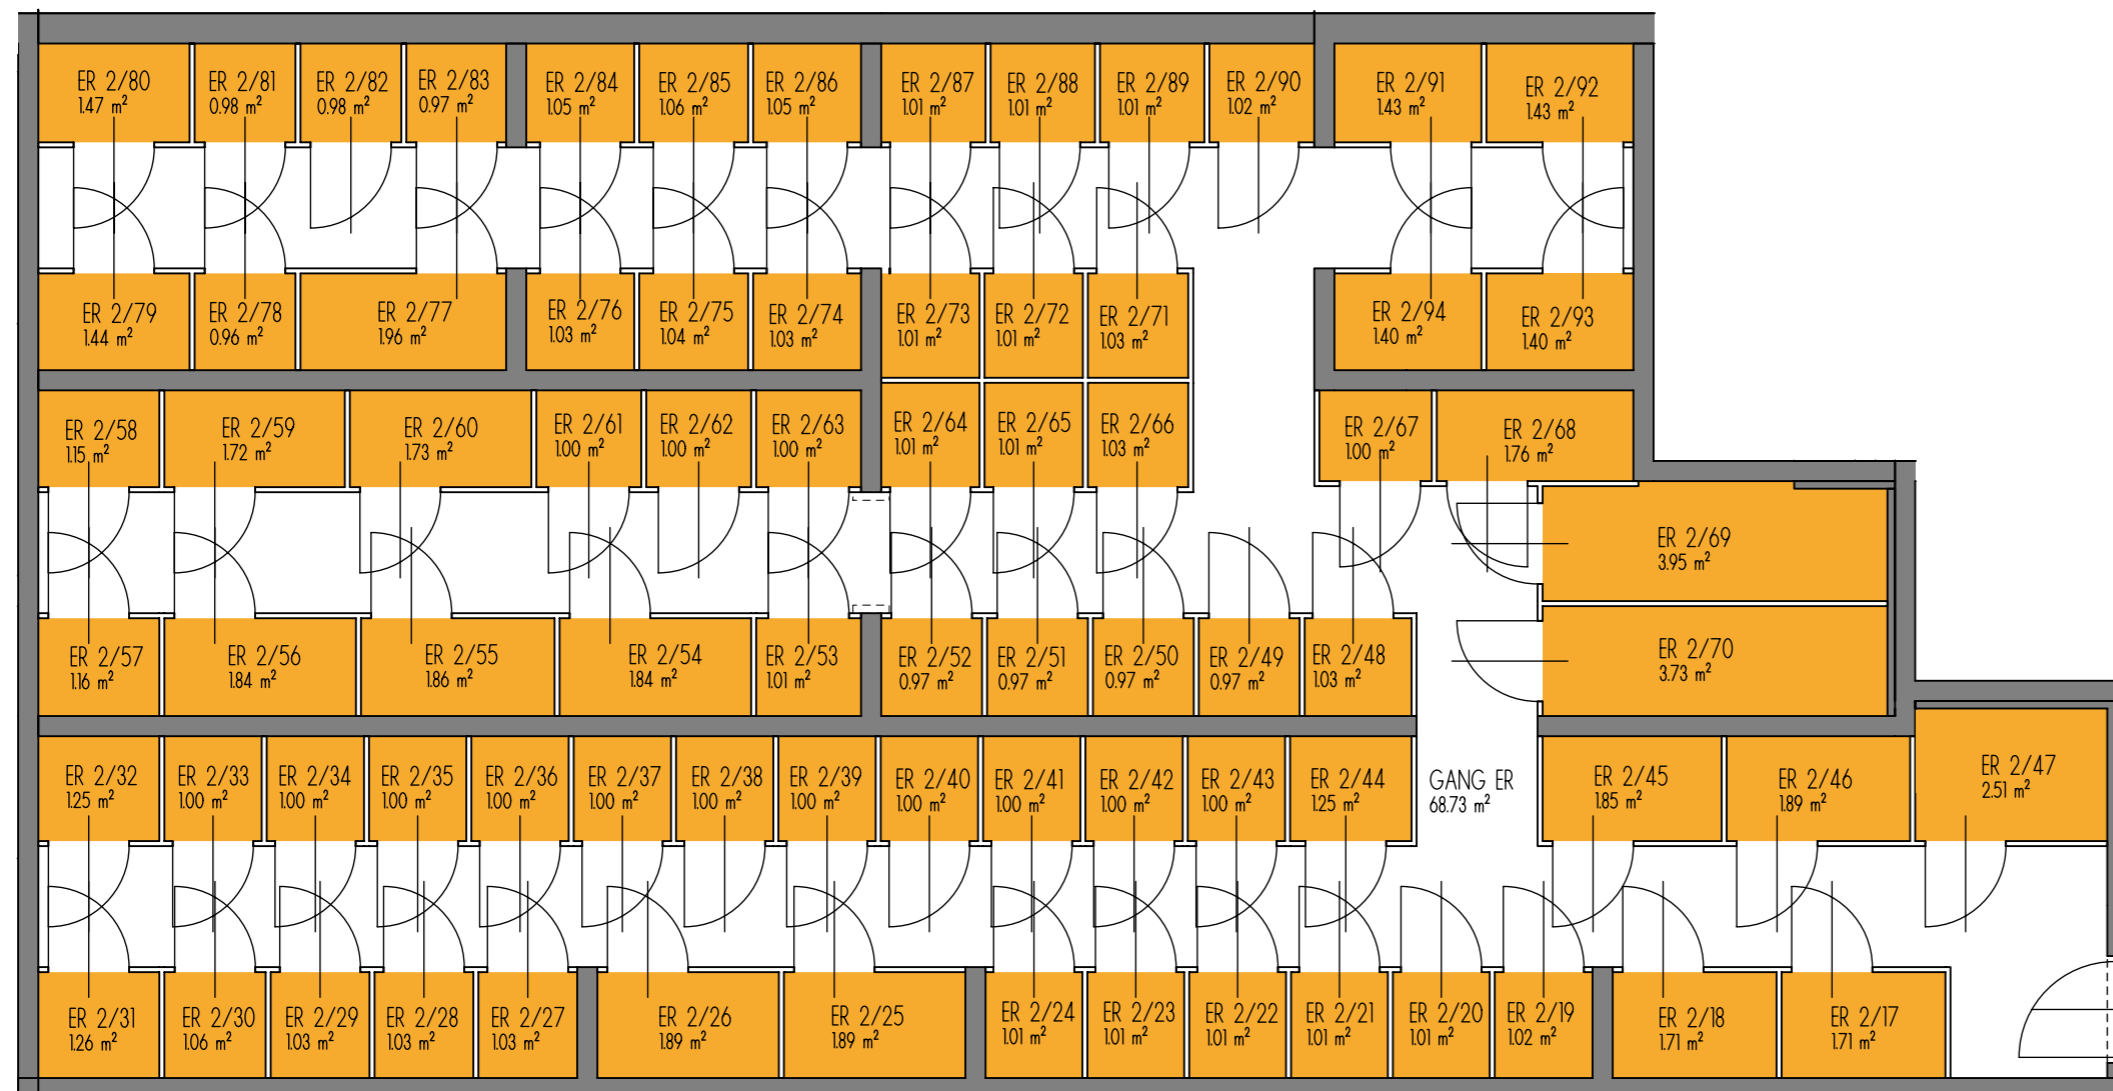 ER 2/80
1.47 m²
ER 2/81
0.98 m²
ER 2/82
0.98 m²
ER 2/83
0.97 m²
ER 2/84
1.05 m²
ER 2/85
1.06 m²
ER 2/86
1.05 m²
ER 2/87
1.01 m²
ER 2/88
1.01 m²
ER 2/89
1.01 m²
ER 2/90
1.02 m²
ER 2/91
1.43 m²
ER 2/92
1.43 m²
ER 2/79
1.44 m²
ER 2/78
0.96 m²
ER 2/77
1.96 m²
ER 2/76
1.03 m²
ER 2/75
1.04 m²
ER 2/74
1.03 m²
ER 2/73
1.01 m²
ER 2/72
1.01 m²
ER 2/71
1.03 m²
ER 2/94
1.40 m²
ER 2/93
1.40 m²
ER 2/58
1.15 m²
ER 2/59
1.72 m²
ER 2/60
1.73 m²
ER 2/61
1.00 m²
ER 2/62
1.00 m²
ER 2/63
1.00 m²
ER 2/64
1.01 m²
ER 2/65
1.01 m²
ER 2/66
1.03 m²
ER 2/67
1.00 m²
ER 2/68
1.76 m²
ER 2/69
3.95 m²
ER 2/57
1.16 m²
ER 2/56
1.84 m²
ER 2/55
1.86 m²
ER 2/54
1.84 m²
ER 2/53
1.01 m²
ER 2/52
0.97 m²
ER 2/51
0.97 m²
ER 2/50
0.97 m²
ER 2/49
0.97 m²
ER 2/48
1.03 m²
ER 2/70
3.73 m²
ER 2/32
1.25 m²
ER 2/33
1.00 m²
ER 2/34
1.00 m²
ER 2/35
1.00 m²
ER 2/36
1.00 m²
ER 2/37
1.00 m²
ER 2/38
1.00 m²
ER 2/39
1.00 m²
ER 2/40
1.00 m²
ER 2/41
1.00 m²
ER 2/42
1.00 m²
ER 2/43
1.00 m²
ER 2/44
1.25 m²
GANG ER
68.73 m²
ER 2/45
1.85 m²
ER 2/46
1.89 m²
ER 2/47
2.51 m²
ER 2/31
1.26 m²
ER 2/30
1.06 m²
ER 2/29
1.03 m²
ER 2/28
1.03 m²
ER 2/27
1.03 m²
ER 2/26
1.89 m²
ER 2/25
1.89 m²
ER 2/24
1.01 m²
ER 2/23
1.01 m²
ER 2/22
1.01 m²
ER 2/21
1.01 m²
ER 2/20
1.01 m²
ER 2/19
1.02 m²
ER 2/18
1.71 m²
ER 2/17
1.71 m²